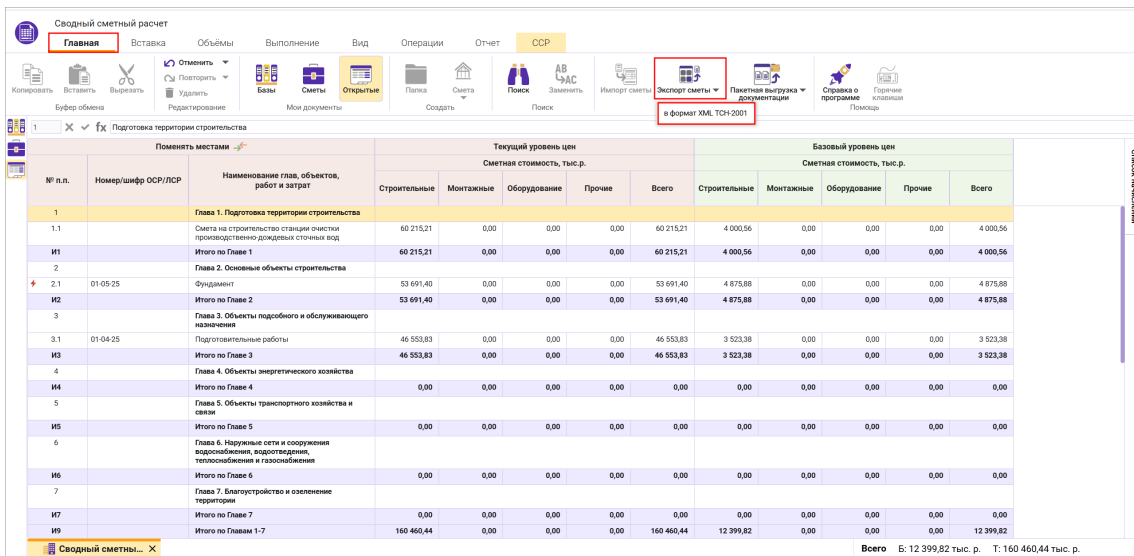 Сводный сметный расчет
Главная Вставка Объёмы Выполнение Вид Операции Отчет ССР
Копировать Вставить Вырезать Отменить Повторить Удалить Базы Сметы Открытые Папка Смета Поиск Заменить Импорт сметы Экспорт сметы Пакетная выгрузка документации Справка о программе Горячие клавиши
AB AC
Буфер обмена Редактирование Мои документы Создать Поиск Помощь
в формат XML ТСН-2001
1 fx Подготовка территории строительства
Поменять местами Текущий уровень цен Базовый уровень цен
Сметная стоимость, тыс.р. Сметная стоимость, тыс.р.
№ п.п. Номер/шифр ОСР/ЛСР Наименование глав, объектов, работ и затрат Строительные Монтажные Оборудование Прочие Всего Строительные Монтажные Оборудование Прочие Всего
1 Глава 1. Подготовка территории строительства
1.1 Смета на строительство станции очистки производственно-дождевых сточных вод 60 215,21 0,00 0,00 0,00 60 215,21 4 000,56 0,00 0,00 0,00 4 000,56
И1 Итого по Главе 1 60 215,21 0,00 0,00 0,00 60 215,21 4 000,56 0,00 0,00 0,00 4 000,56
2 Глава 2. Основные объекты строительства
2.1 01-05-25 Фундамент 53 691,40 0,00 0,00 0,00 53 691,40 4 875,88 0,00 0,00 0,00 4 875,88
И2 Итого по Главе 2 53 691,40 0,00 0,00 0,00 53 691,40 4 875,88 0,00 0,00 0,00 4 875,88
3 Глава 3. Объекты подсобного и обслуживающего назначения
3.1 01-04-25 Подготовительные работы 46 553,83 0,00 0,00 0,00 46 553,83 3 523,38 0,00 0,00 0,00 3 523,38
И3 Итого по Главе 3 46 553,83 0,00 0,00 0,00 46 553,83 3 523,38 0,00 0,00 0,00 3 523,38
4 Глава 4. Объекты энергетического хозяйства
И4 Итого по Главе 4 0,00 0,00 0,00 0,00 0,00 0,00 0,00 0,00 0,00 0,00
5 Глава 5. Объекты транспортного хозяйства и связи
И5 Итого по Главе 5 0,00 0,00 0,00 0,00 0,00 0,00 0,00 0,00 0,00 0,00
6 Глава 6. Наружные сети и сооружения водоснабжения, водоотведения, теплоснабжения и газоснабжения
И6 Итого по Главе 6 0,00 0,00 0,00 0,00 0,00 0,00 0,00 0,00 0,00 0,00
7 Глава 7. Благоустройство и озеленение территории
И7 Итого по Главе 7 0,00 0,00 0,00 0,00 0,00 0,00 0,00 0,00 0,00 0,00
И9 Итого по Главам 1-7 160 460,44 0,00 0,00 0,00 160 460,44 12 399,82 0,00 0,00 0,00 12 399,82
Сводный сметны... X Всего Б: 12 399,82 тыс. р. Т: 160 460,44 тыс. р.